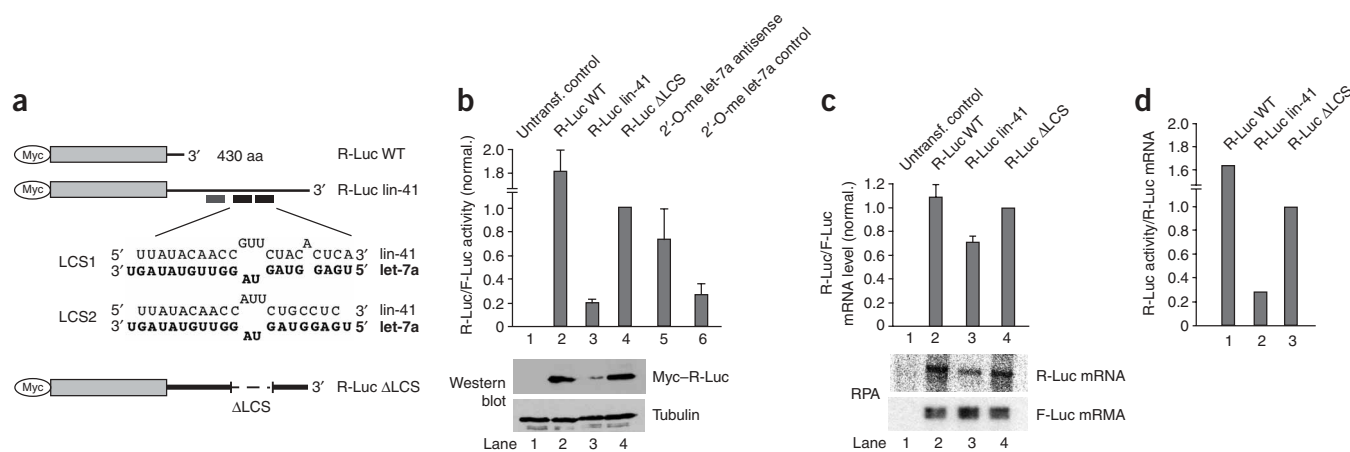 a
Myc
3′
430 aa
R-Luc WT
Myc
3′
R-Luc lin-41
GUU A
LCS1 5′ UUAUACAACC CUAC CUCA 3′ lin-41
3′ UGAUAUGUUGG GAUG GAGU 5′ let-7a
AU
AUU
LCS2 5′ UUAUACAACC CUGCCUC 3′ lin-41
3′ UGAUAUGUUGG GAUGGAGU 5′ let-7a
AU
Myc
3′
R-Luc ΔLCS
ΔLCS
b
Untransf. control
R-Luc WT
R-Luc lin-41
R-Luc ΔLCS
2′-O-me let-7a antisense
2′-O-me let-7a control
R-Luc/F-Luc activity (normal.)
2.0
1.6
1.0
0.8
0.6
0.4
0.2
0
1 2 3 4 5 6
Western blot
Myc–R-Luc
Tubulin
Lane 1 2 3 4
c
Untransf. control
R-Luc WT
R-Luc lin-41
R-Luc ΔLCS
R-Luc/F-Luc
mRNA level (normal.)
1.2
1.0
0.8
0.6
0.4
0.2
0
1 2 3 4
RPA
R-Luc mRNA
F-Luc mRMA
Lane 1 2 3 4
d
R-Luc WT
R-Luc lin-41
R-Luc ΔLCS
R-Luc activity/R-Luc mRNA
2.0
1.6
1.0
0.8
0.6
0.4
0.2
0
1 2 3